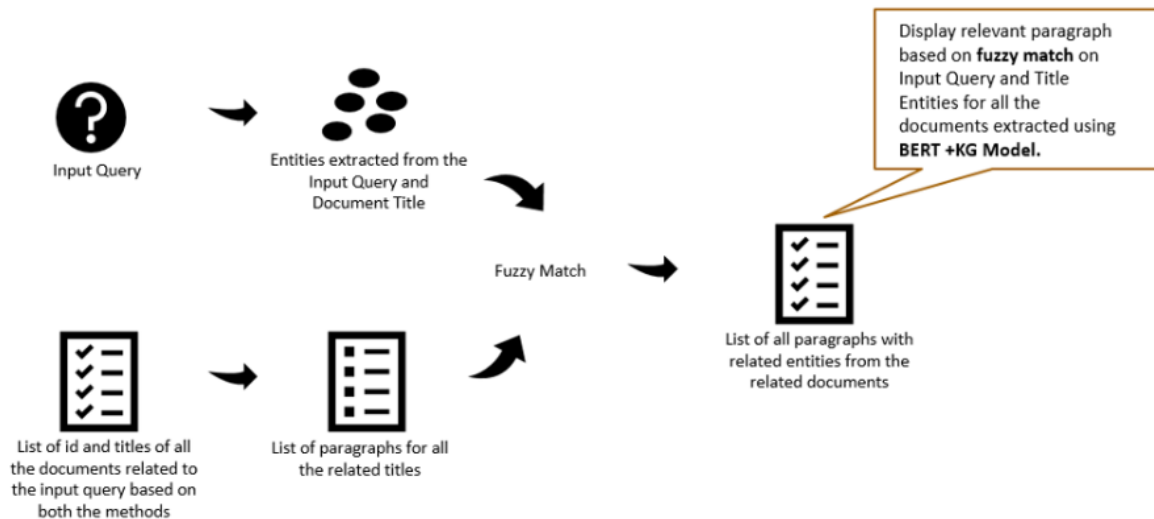 Display relevant paragraph
based on fuzzy match on
Input Query and Title
Entities for all the
documents extracted using
BERT +KG Model.
?
Input Query
Entities extracted from the
Input Query and
Document Title
Fuzzy Match
List of all paragraphs with
related entities from the
related documents
List of id and titles of all
the documents related to
the input query based on
both the methods
List of paragraphs for all
the related titles